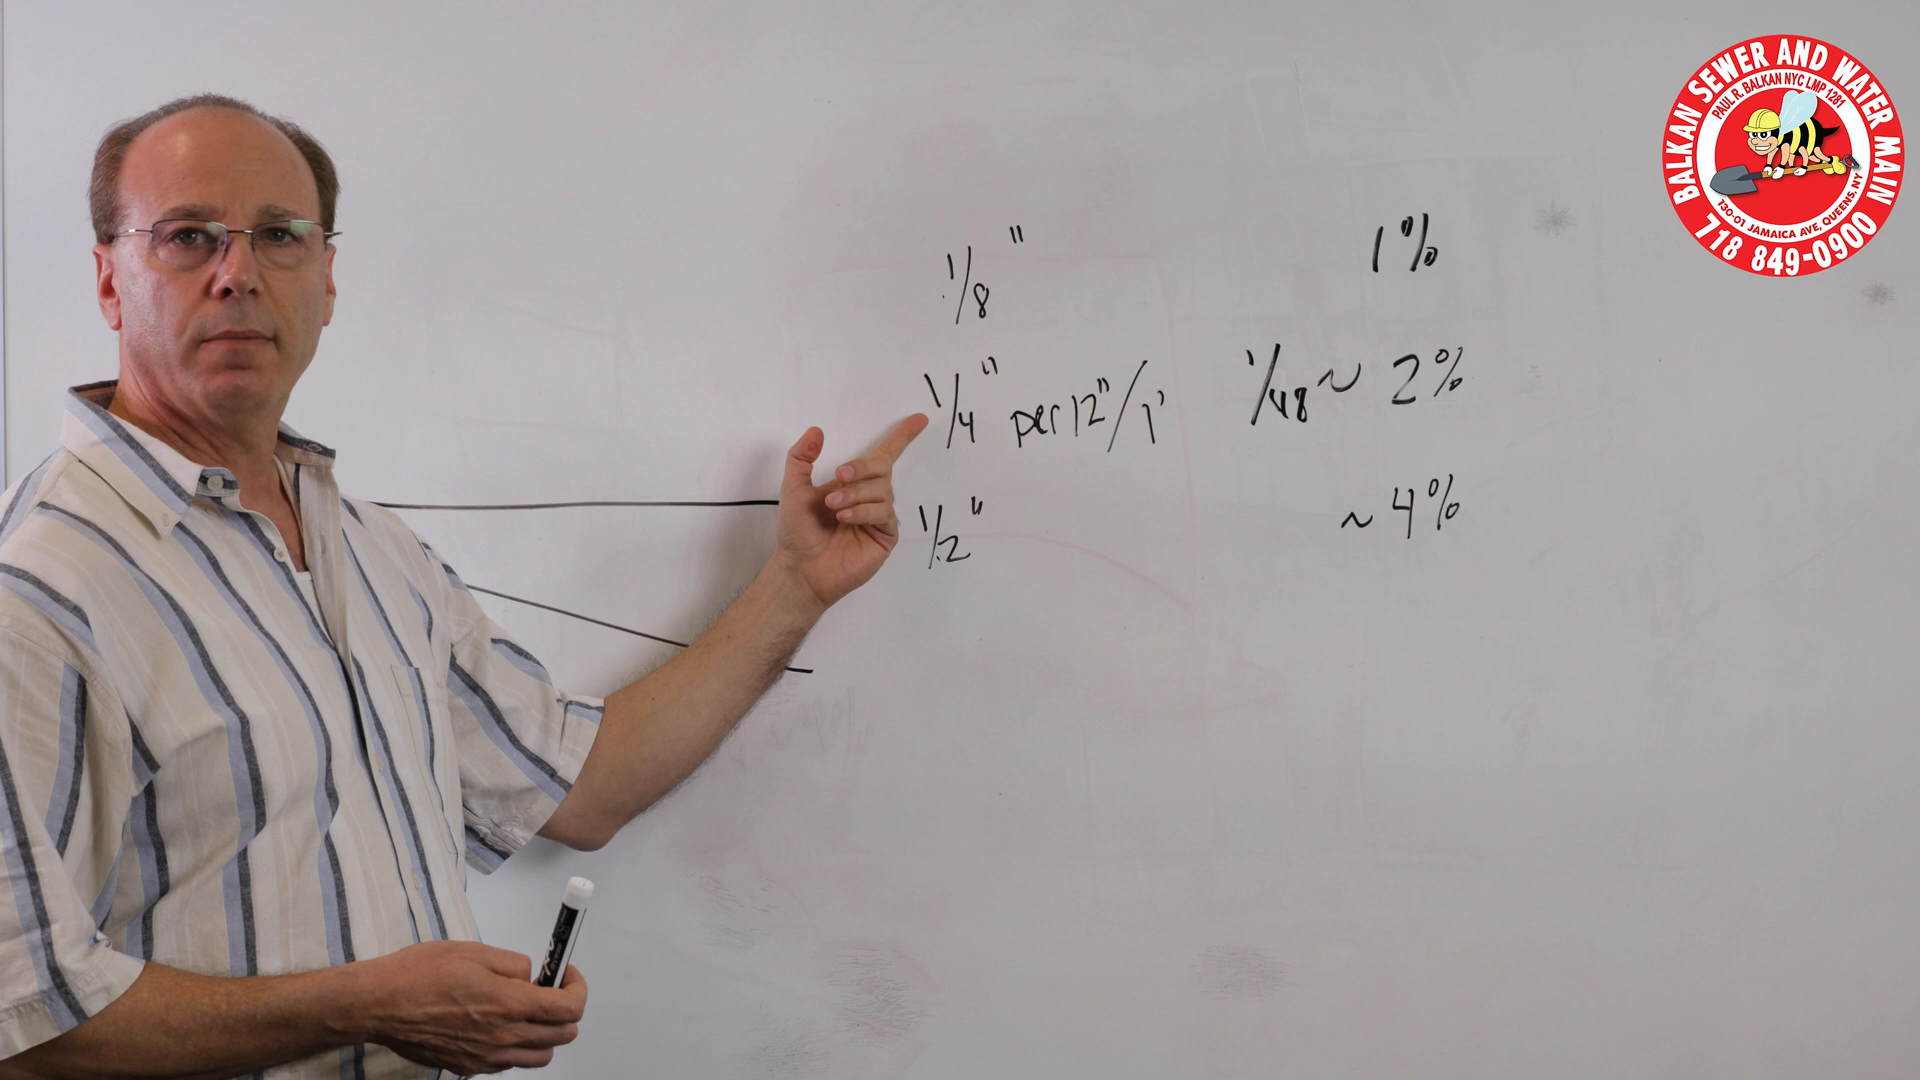 BALKAN SEWER AND WATER MAIN
PAUL R. BALKAN NYC LMP 1281
130-01 JAMAICA AVE, QUEENS, NY
718 849-0900
1/8" 1%
1/4" per 12"/1' 1/48 ~ 2%
1/2" ~ 4%